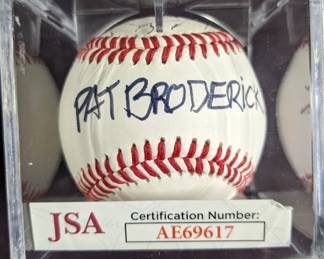 PAT BRODERICK
JSA
Certification Number:
AE69617